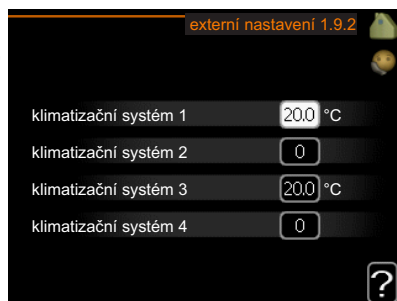 externí nastavení 1.9.2
klimatizační systém 1 20.0 °C
klimatizační systém 2 0
klimatizační systém 3 20.0 °C
klimatizační systém 4 0
?